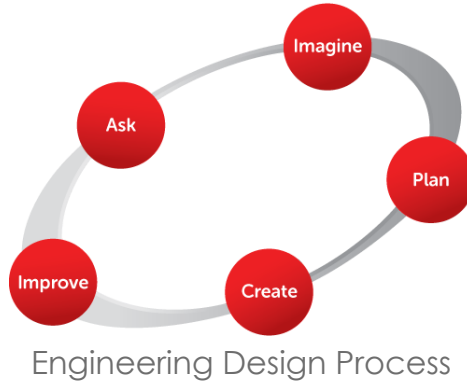 Imagine
Ask
Plan
Improve
Create
Engineering Design Process